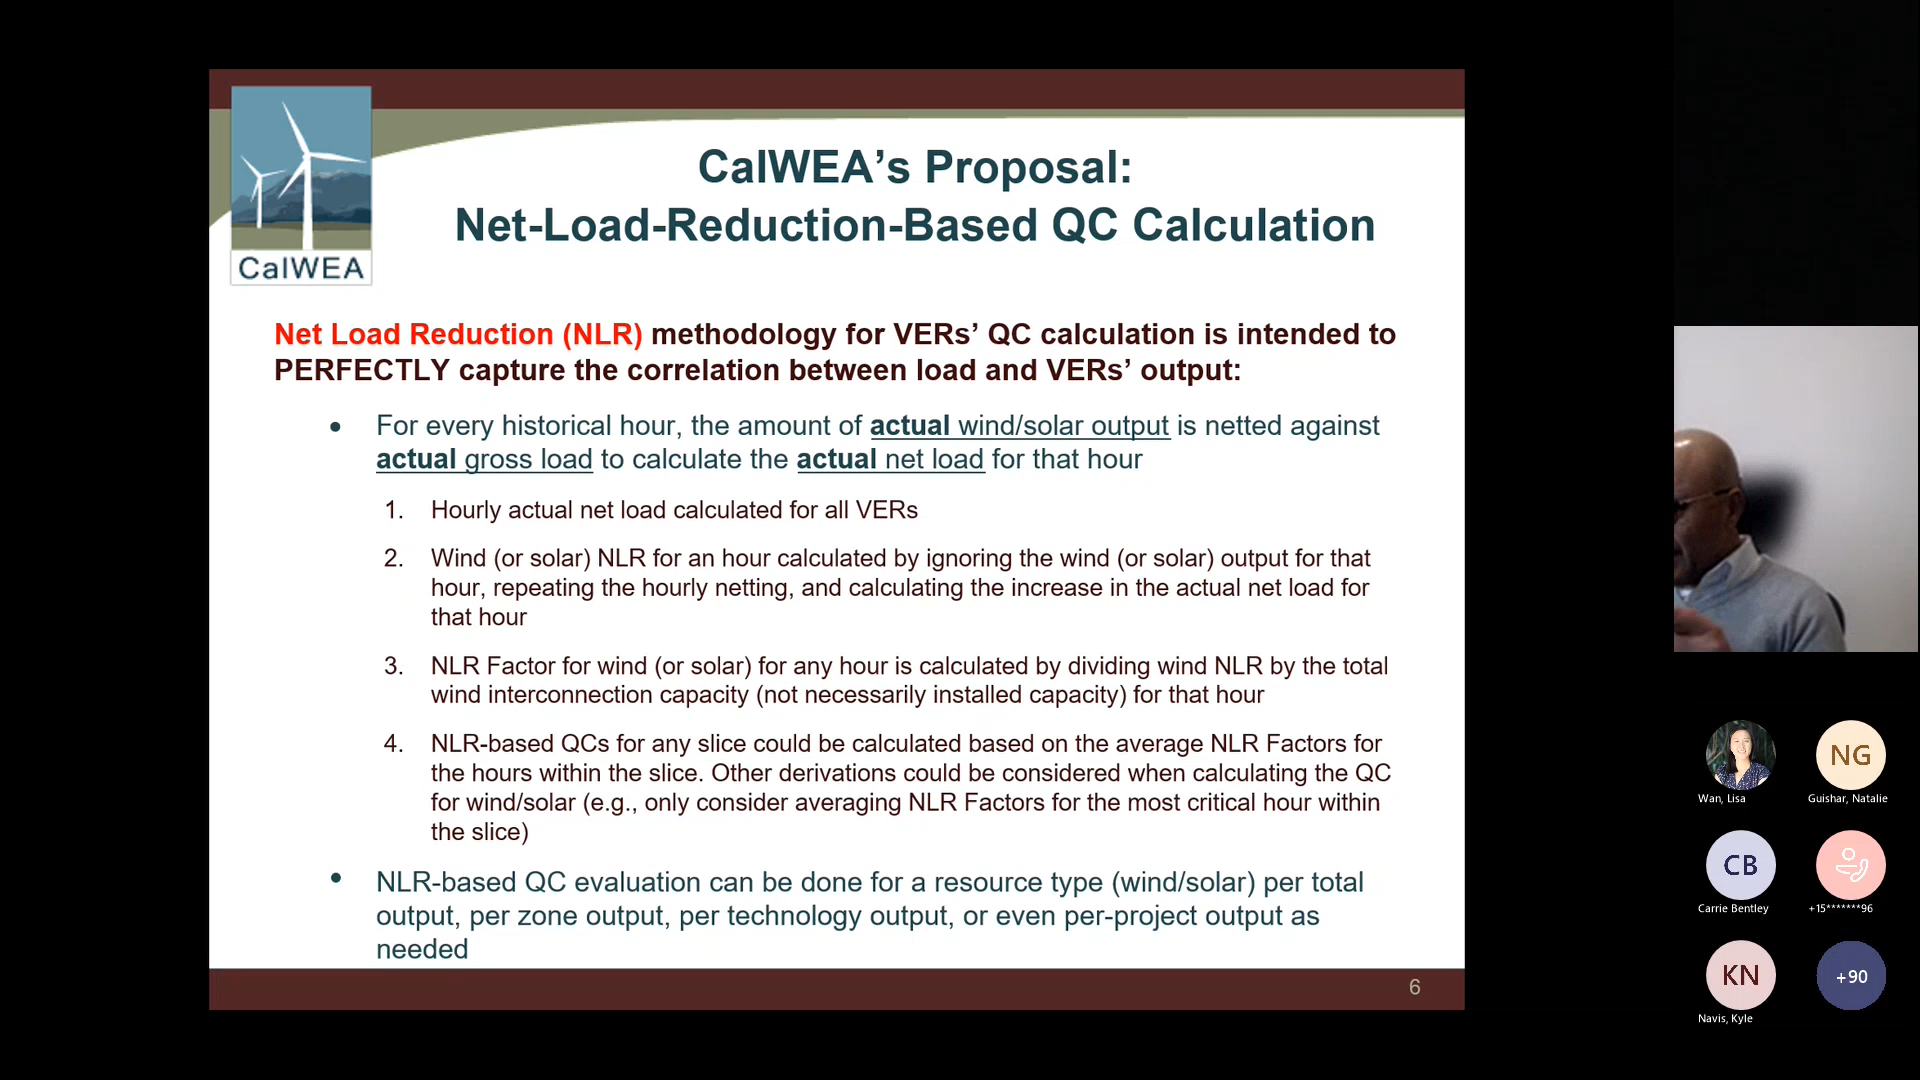 CalWEA
CalWEA’s Proposal:
Net-Load-Reduction-Based QC Calculation
Net Load Reduction (NLR) methodology for VERs’ QC calculation is intended to
PERFECTLY capture the correlation between load and VERs’ output:
• For every historical hour, the amount of actual wind/solar output is netted against
actual gross load to calculate the actual net load for that hour
1. Hourly actual net load calculated for all VERs
2. Wind (or solar) NLR for an hour calculated by ignoring the wind (or solar) output for that
hour, repeating the hourly netting, and calculating the increase in the actual net load for
that hour
3. NLR Factor for wind (or solar) for any hour is calculated by dividing wind NLR by the total
wind interconnection capacity (not necessarily installed capacity) for that hour
4. NLR-based QCs for any slice could be calculated based on the average NLR Factors for
the hours within the slice. Other derivations could be considered when calculating the QC
for wind/solar (e.g., only consider averaging NLR Factors for the most critical hour within
the slice)
• NLR-based QC evaluation can be done for a resource type (wind/solar) per total
output, per zone output, per technology output, or even per-project output as
needed
6
Wan, Lisa
NG
Guishar, Natalie
CB
Carrie Bentley
+15*******96
KN
Navis, Kyle
+90